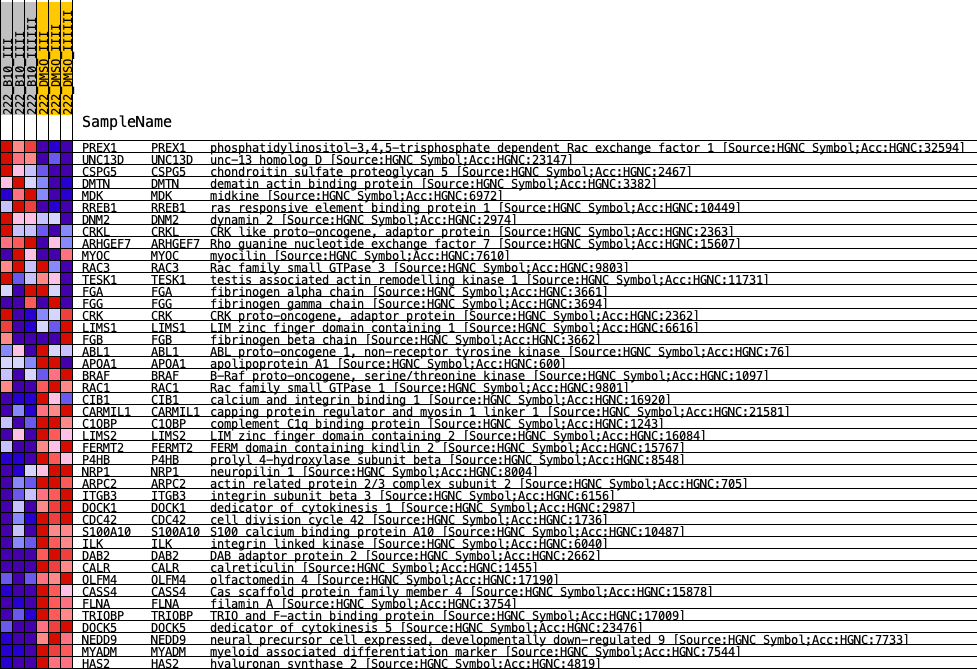 222_B10_III
222_B10_IIII
222_B10_IIIIII
222_DMSO_III
222_DMSO_IIII
222_DMSO_IIIIII
SampleName
PREX1 PREX1 phosphatidylinositol-3,4,5-trisphosphate dependent Rac exchange factor 1 [Source:HGNC Symbol;Acc:HGNC:32594]
UNC13D UNC13D unc-13 homolog D [Source:HGNC Symbol;Acc:HGNC:23147]
CSPG5 CSPG5 chondroitin sulfate proteoglycan 5 [Source:HGNC Symbol;Acc:HGNC:2467]
DMTN DMTN dematin actin binding protein [Source:HGNC Symbol;Acc:HGNC:3382]
MDK MDK midkine [Source:HGNC Symbol;Acc:HGNC:6972]
RREB1 RREB1 ras responsive element binding protein 1 [Source:HGNC Symbol;Acc:HGNC:10449]
DNM2 DNM2 dynamin 2 [Source:HGNC Symbol;Acc:HGNC:2974]
CRKL CRKL CRK like proto-oncogene, adaptor protein [Source:HGNC Symbol;Acc:HGNC:2363]
ARHGEF7 ARHGEF7 Rho guanine nucleotide exchange factor 7 [Source:HGNC Symbol;Acc:HGNC:15607]
MYOC MYOC myocilin [Source:HGNC Symbol;Acc:HGNC:7610]
RAC3 RAC3 Rac family small GTPase 3 [Source:HGNC Symbol;Acc:HGNC:9803]
TESK1 TESK1 testis associated actin remodelling kinase 1 [Source:HGNC Symbol;Acc:HGNC:11731]
FGA FGA fibrinogen alpha chain [Source:HGNC Symbol;Acc:HGNC:3661]
FGG FGG fibrinogen gamma chain [Source:HGNC Symbol;Acc:HGNC:3694]
CRK CRK CRK proto-oncogene, adaptor protein [Source:HGNC Symbol;Acc:HGNC:2362]
LIMS1 LIMS1 LIM zinc finger domain containing 1 [Source:HGNC Symbol;Acc:HGNC:6616]
FGB FGB fibrinogen beta chain [Source:HGNC Symbol;Acc:HGNC:3662]
ABL1 ABL1 ABL proto-oncogene 1, non-receptor tyrosine kinase [Source:HGNC Symbol;Acc:HGNC:76]
APOA1 APOA1 apolipoprotein A1 [Source:HGNC Symbol;Acc:HGNC:600]
BRAF BRAF B-Raf proto-oncogene, serine/threonine kinase [Source:HGNC Symbol;Acc:HGNC:1097]
RAC1 RAC1 Rac family small GTPase 1 [Source:HGNC Symbol;Acc:HGNC:9801]
CIB1 CIB1 calcium and integrin binding 1 [Source:HGNC Symbol;Acc:HGNC:16920]
CARMIL1 CARMIL1 capping protein regulator and myosin 1 linker 1 [Source:HGNC Symbol;Acc:HGNC:21581]
C1QBP C1QBP complement C1q binding protein [Source:HGNC Symbol;Acc:HGNC:1243]
LIMS2 LIMS2 LIM zinc finger domain containing 2 [Source:HGNC Symbol;Acc:HGNC:16084]
FERMT2 FERMT2 FERM domain containing kindlin 2 [Source:HGNC Symbol;Acc:HGNC:15767]
P4HB P4HB prolyl 4-hydroxylase subunit beta [Source:HGNC Symbol;Acc:HGNC:8548]
NRP1 NRP1 neuropilin 1 [Source:HGNC Symbol;Acc:HGNC:8004]
ARPC2 ARPC2 actin related protein 2/3 complex subunit 2 [Source:HGNC Symbol;Acc:HGNC:705]
ITGB3 ITGB3 integrin subunit beta 3 [Source:HGNC Symbol;Acc:HGNC:6156]
DOCK1 DOCK1 dedicator of cytokinesis 1 [Source:HGNC Symbol;Acc:HGNC:2987]
CDC42 CDC42 cell division cycle 42 [Source:HGNC Symbol;Acc:HGNC:1736]
S100A10 S100A10 S100 calcium binding protein A10 [Source:HGNC Symbol;Acc:HGNC:10487]
ILK ILK integrin linked kinase [Source:HGNC Symbol;Acc:HGNC:6040]
DAB2 DAB2 DAB adaptor protein 2 [Source:HGNC Symbol;Acc:HGNC:2662]
CALR CALR calreticulin [Source:HGNC Symbol;Acc:HGNC:1455]
OLFM4 OLFM4 olfactomedin 4 [Source:HGNC Symbol;Acc:HGNC:17190]
CASS4 CASS4 Cas scaffold protein family member 4 [Source:HGNC Symbol;Acc:HGNC:15878]
FLNA FLNA filamin A [Source:HGNC Symbol;Acc:HGNC:3754]
TRIOBP TRIOBP TRIO and F-actin binding protein [Source:HGNC Symbol;Acc:HGNC:17009]
DOCK5 DOCK5 dedicator of cytokinesis 5 [Source:HGNC Symbol;Acc:HGNC:23476]
NEDD9 NEDD9 neural precursor cell expressed, developmentally down-regulated 9 [Source:HGNC Symbol;Acc:HGNC:7733]
MYADM MYADM myeloid associated differentiation marker [Source:HGNC Symbol;Acc:HGNC:7544]
HAS2 HAS2 hyaluronan synthase 2 [Source:HGNC Symbol;Acc:HGNC:4819]